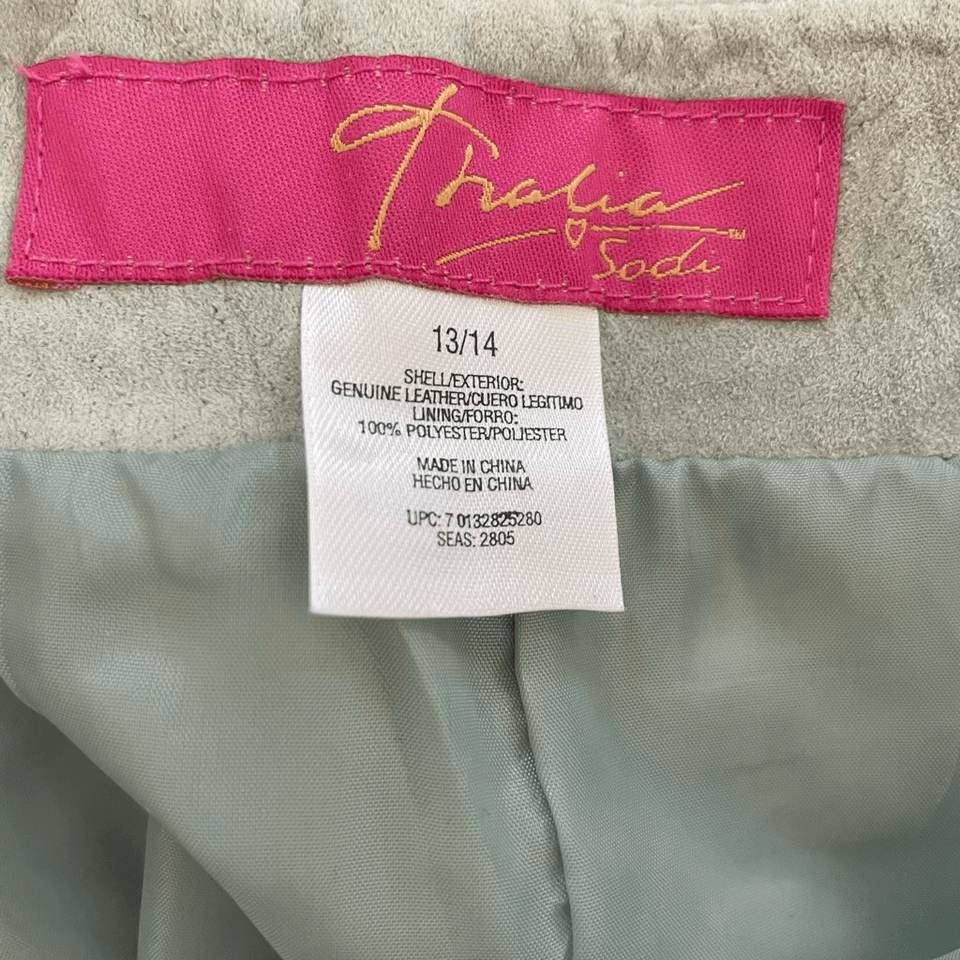 Thalia
Sodi
13/14
SHELL/EXTERIOR:
GENUINE LEATHER/CUERO LEGITIMO
LINING/FORRO:
100% POLYESTER/POLIESTER
MADE IN CHINA
HECHO EN CHINA
UPC: 7 0132825280
SEAS: 2805